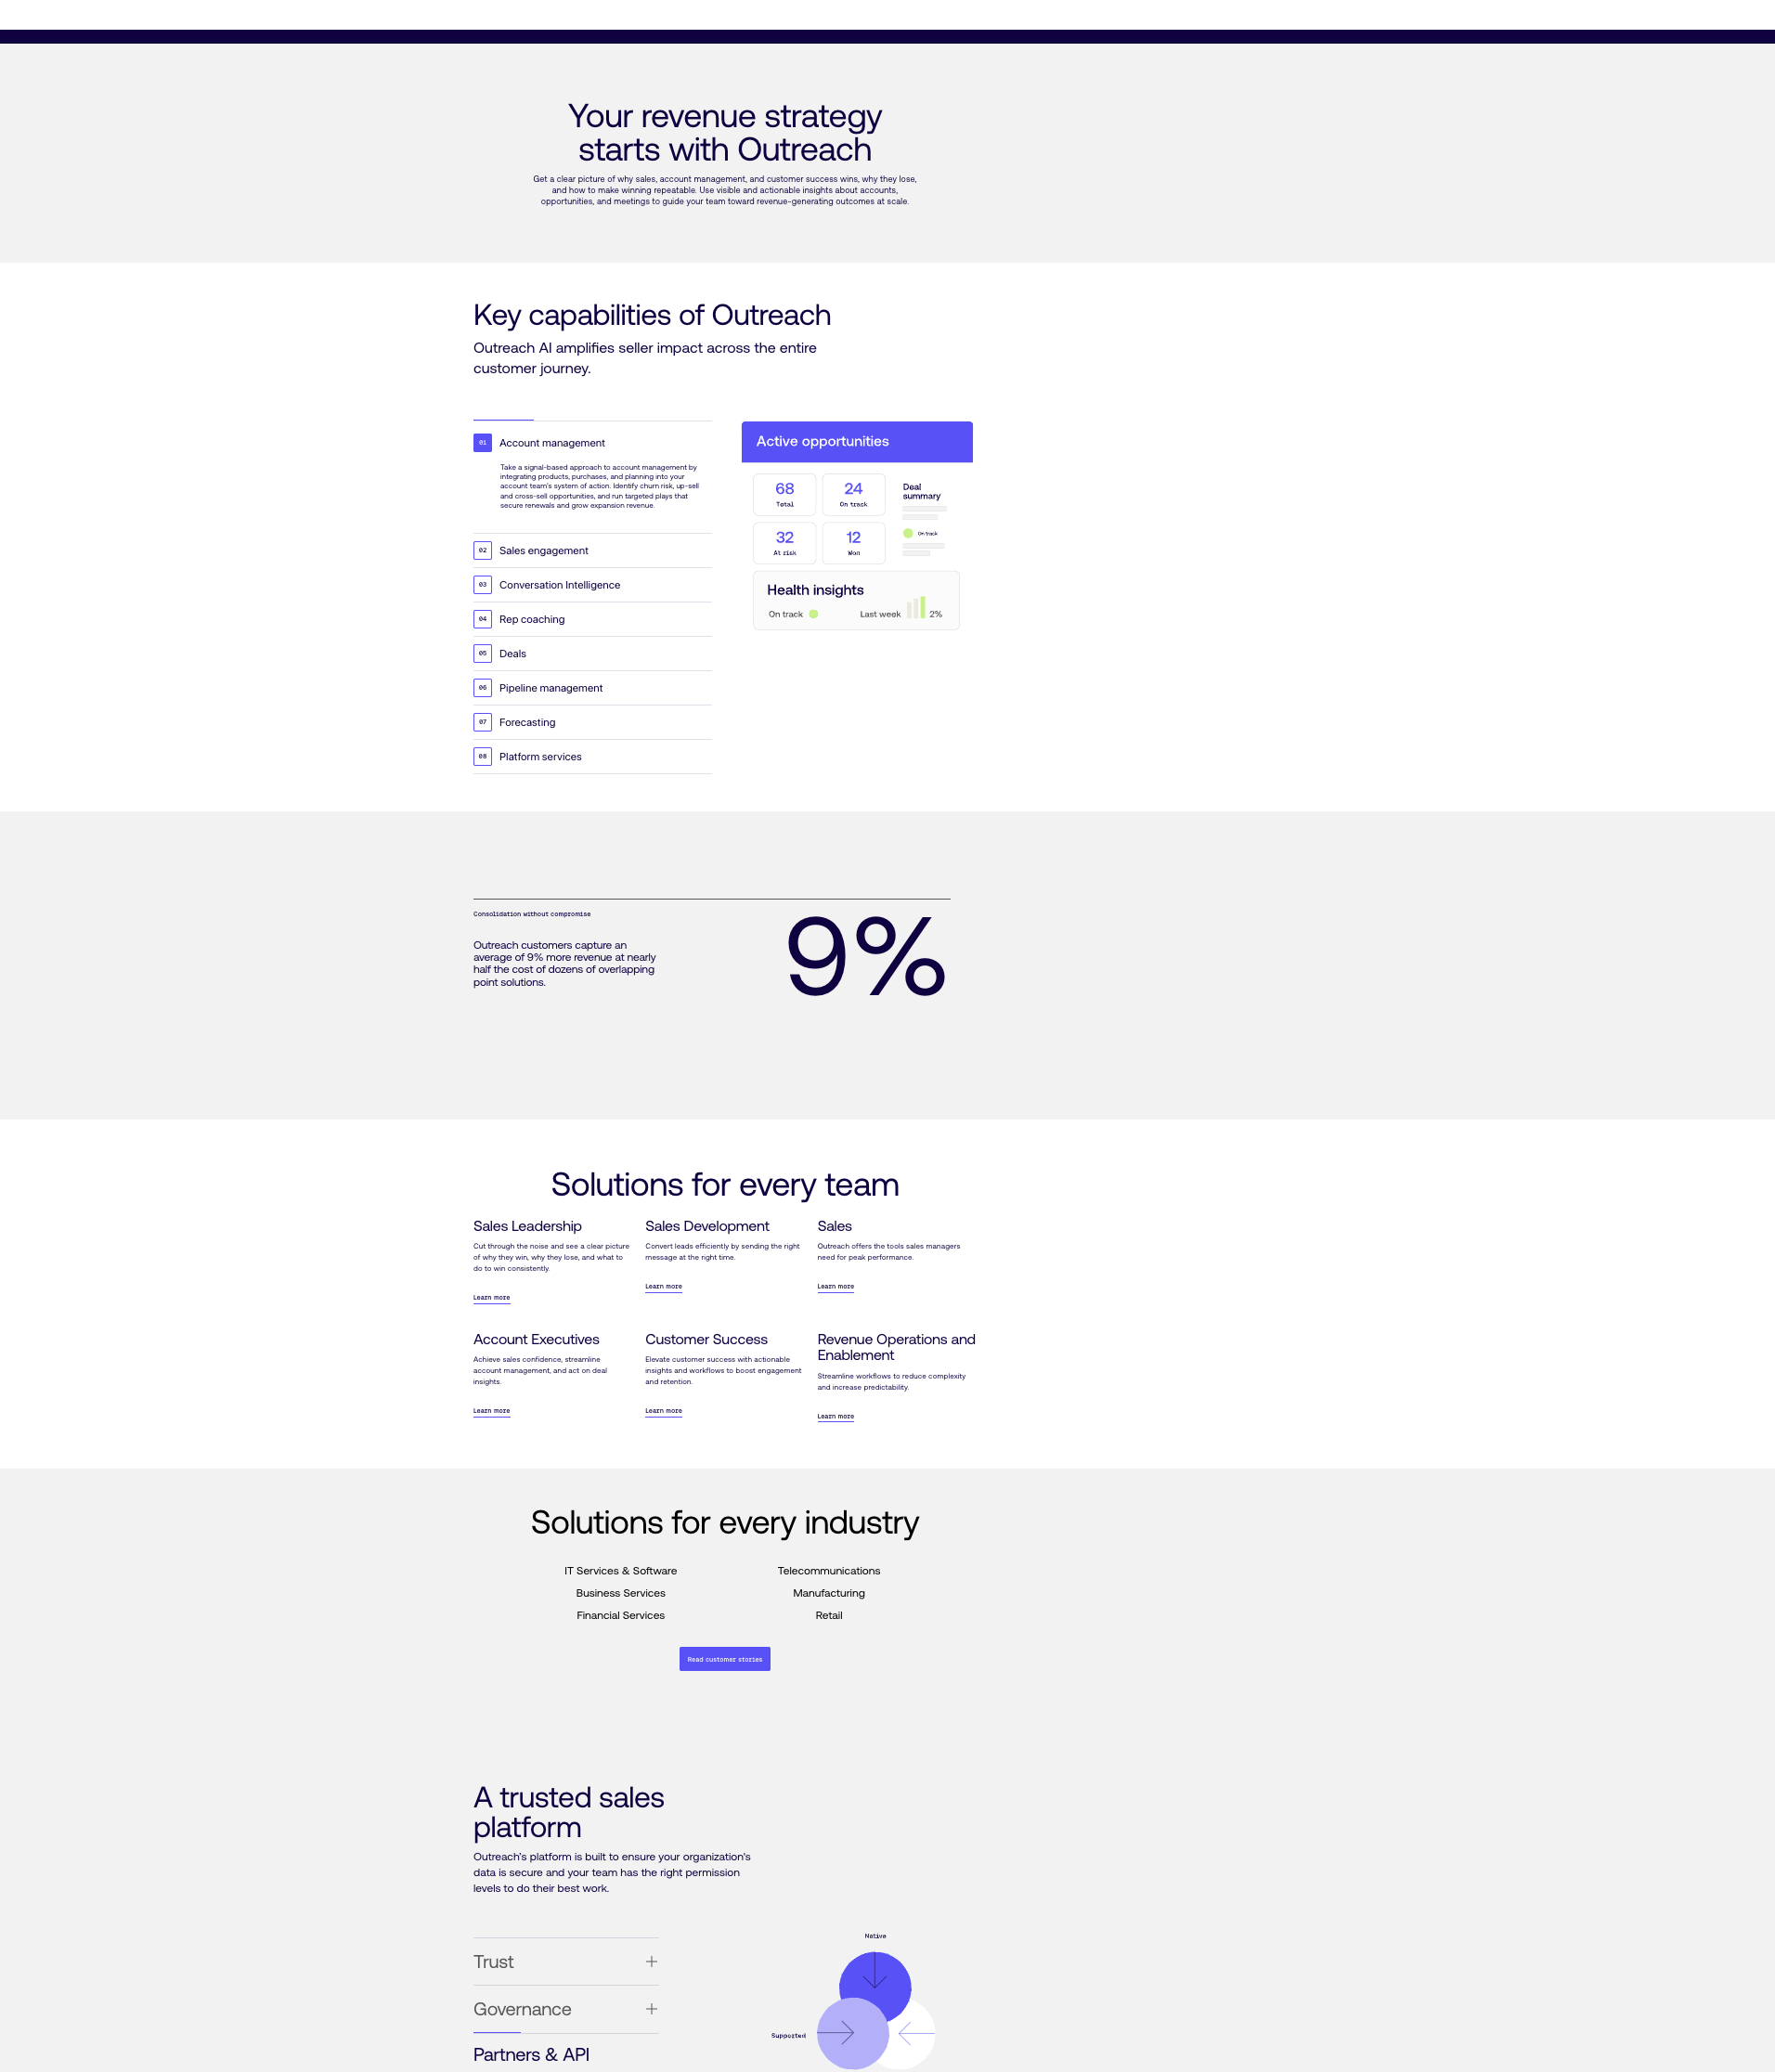 Your revenue strategy
starts with Outreach
Get a clear picture of why sales, account management, and customer success wins, why they lose,
and how to make winning repeatable. Use visible and actionable insights about accounts,
opportunities, and meetings to guide your team toward revenue-generating outcomes at scale.
Key capabilities of Outreach
Outreach AI amplifies seller impact across the entire
customer journey.
01 Account management
Take a signal-based approach to account management by
integrating products, purchases, and planning into your
account team's system of action. Identify churn risk, up-sell
and cross-sell opportunities, and run targeted plays that
secure renewals and grow expansion revenue.
02 Sales engagement
03 Conversation Intelligence
04 Rep coaching
05 Deals
06 Pipeline management
07 Forecasting
08 Platform services
Active opportunities
68
Total
24
On track
32
At risk
12
Won
Deal
summary
On track
Health insights
On track
Last week
2%
Consolidation without compromise
Outreach customers capture an
average of 9% more revenue at nearly
half the cost of dozens of overlapping
point solutions.
9%
Solutions for every team
Sales Leadership
Cut through the noise and see a clear picture
of why they win, why they lose, and what to
do to win consistently.
Learn more
Sales Development
Convert leads efficiently by sending the right
message at the right time.
Learn more
Sales
Outreach offers the tools sales managers
need for peak performance.
Learn more
Account Executives
Achieve sales confidence, streamline
account management, and act on deal
insights.
Learn more
Customer Success
Elevate customer success with actionable
insights and workflows to boost engagement
and retention.
Learn more
Revenue Operations and
Enablement
Streamline workflows to reduce complexity
and increase predictability.
Learn more
Solutions for every industry
IT Services & Software
Business Services
Financial Services
Telecommunications
Manufacturing
Retail
Read customer stories
A trusted sales
platform
Outreach's platform is built to ensure your organization's
data is secure and your team has the right permission
levels to do their best work.
Trust
Governance
Partners & API
Native
Supported